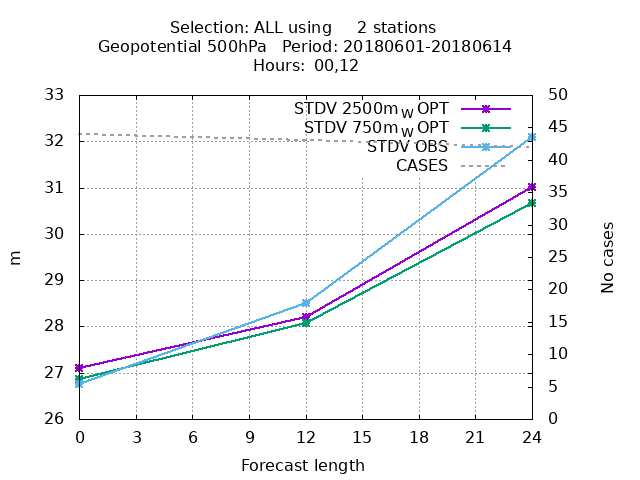 Selection: ALL using     2 stations
Geopotential 500hPa   Period: 20180601-20180614
Hours:  00,12
33
32
31
30
29
28
27
26
m
STDV 2500m_W OPT
STDV 750m_W OPT
STDV OBS
CASES
50
45
40
35
30
25
20
15
10
5
0
No cases
0 3 6 9 12 15 18 21 24
Forecast length